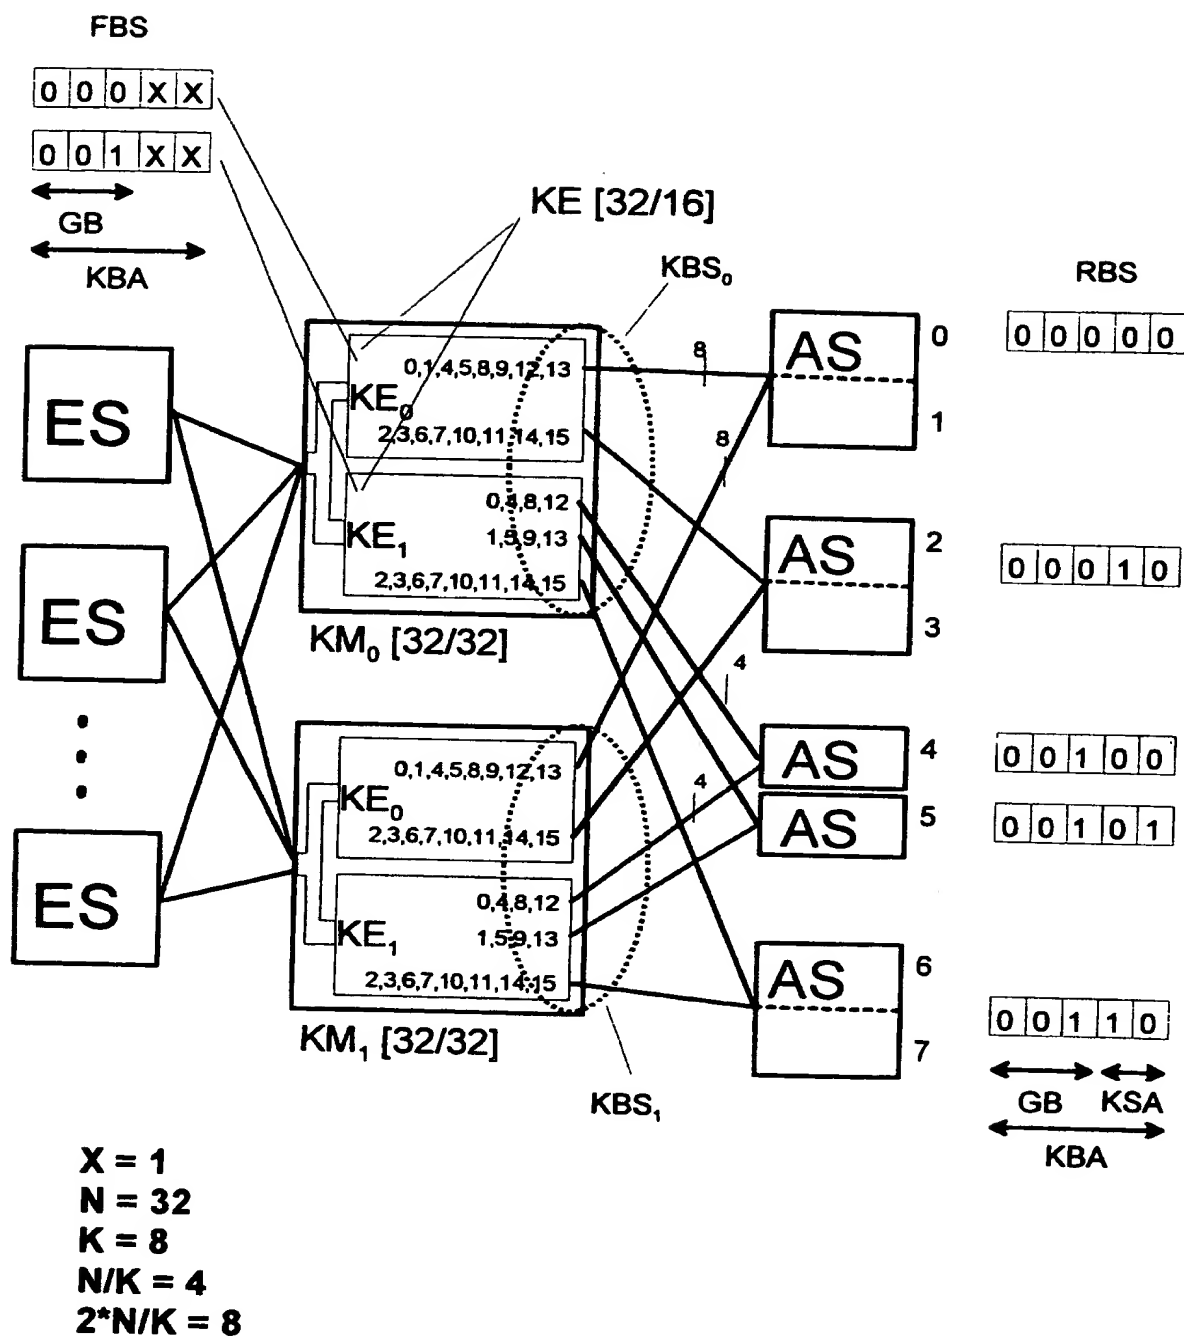 FBS
0 0 0 X X
0 0 1 X X
GB
KBA
KE [32/16]
KBS₀
RBS
ES
ES
ES
0,1,4,5,8,9,12,13
KE₀
2,3,6,7,10,11,14,15
0,4,8,12
KE₁
1,5,9,13
2,3,6,7,10,11,14,15
KM₀ [32/32]
0,1,4,5,8,9,12,13
KE₀
2,3,6,7,10,11,14,15
0,4,8,12
KE₁
1,5,9,13
2,3,6,7,10,11,14,15
KM₁ [32/32]
KBS₁
8
8
4
4
AS
0
1
0 0 0 0 0
AS
2
3
0 0 0 1 0
AS
4
0 0 1 0 0
AS
5
0 0 1 0 1
AS
6
7
0 0 1 1 0
GB
KSA
KBA
X = 1
N = 32
K = 8
N/K = 4
2*N/K = 8